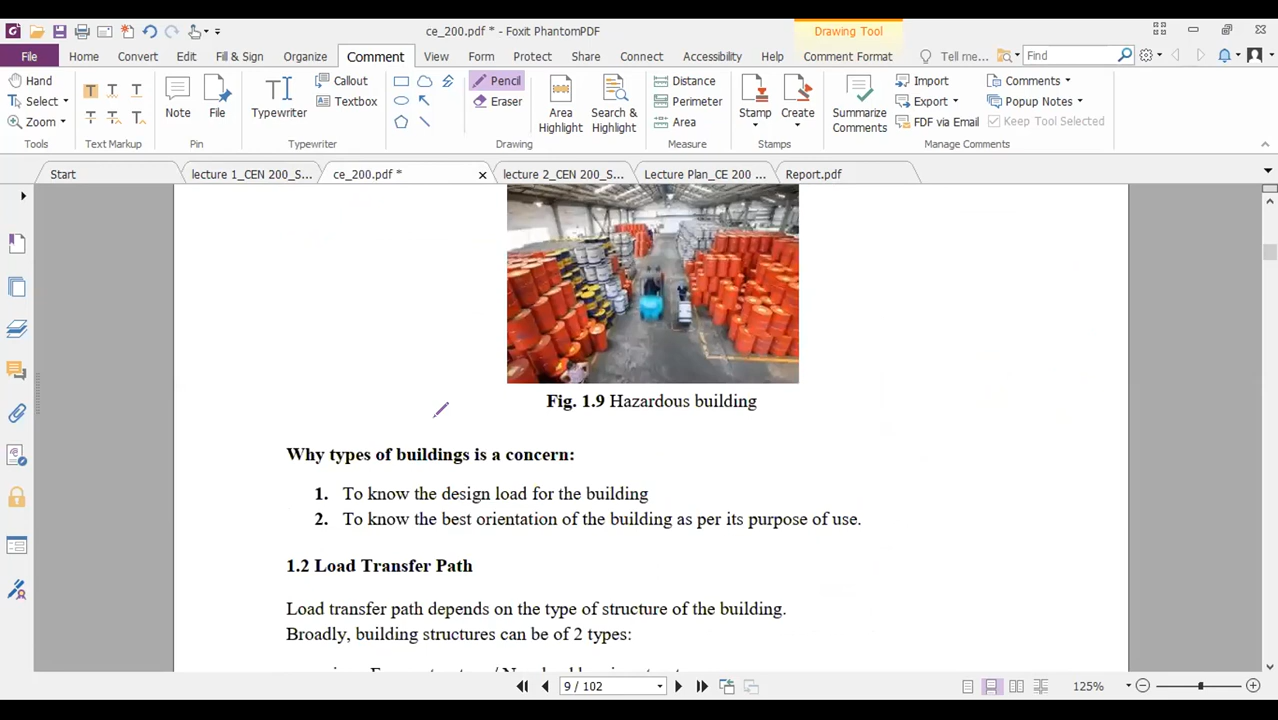 ce_200.pdf * - Foxit PhantomPDF
Drawing Tool
File
Home
Convert
Edit
Fill & Sign
Organize
Comment
View
Form
Protect
Share
Connect
Accessibility
Help
Comment Format
Tell me...
Find
Hand
Select
Zoom
Tools
Text Markup
Note
File
Pin
Typewriter
Callout
Textbox
Typewriter
Pencil
Eraser
Area Highlight
Search & Highlight
Drawing
Distance
Perimeter
Area
Measure
Stamp
Create
Stamps
Summarize Comments
Import
Export
FDF via Email
Comments
Popup Notes
Keep Tool Selected
Manage Comments
Start
lecture 1_CEN 200_S...
ce_200.pdf *
lecture 2_CEN 200_S...
Lecture Plan_CE 200 ...
Report.pdf
Fig. 1.9 Hazardous building
Why types of buildings is a concern:
1. To know the design load for the building
2. To know the best orientation of the building as per its purpose of use.
1.2 Load Transfer Path
Load transfer path depends on the type of structure of the building.
Broadly, building structures can be of 2 types:
9 / 102
125%